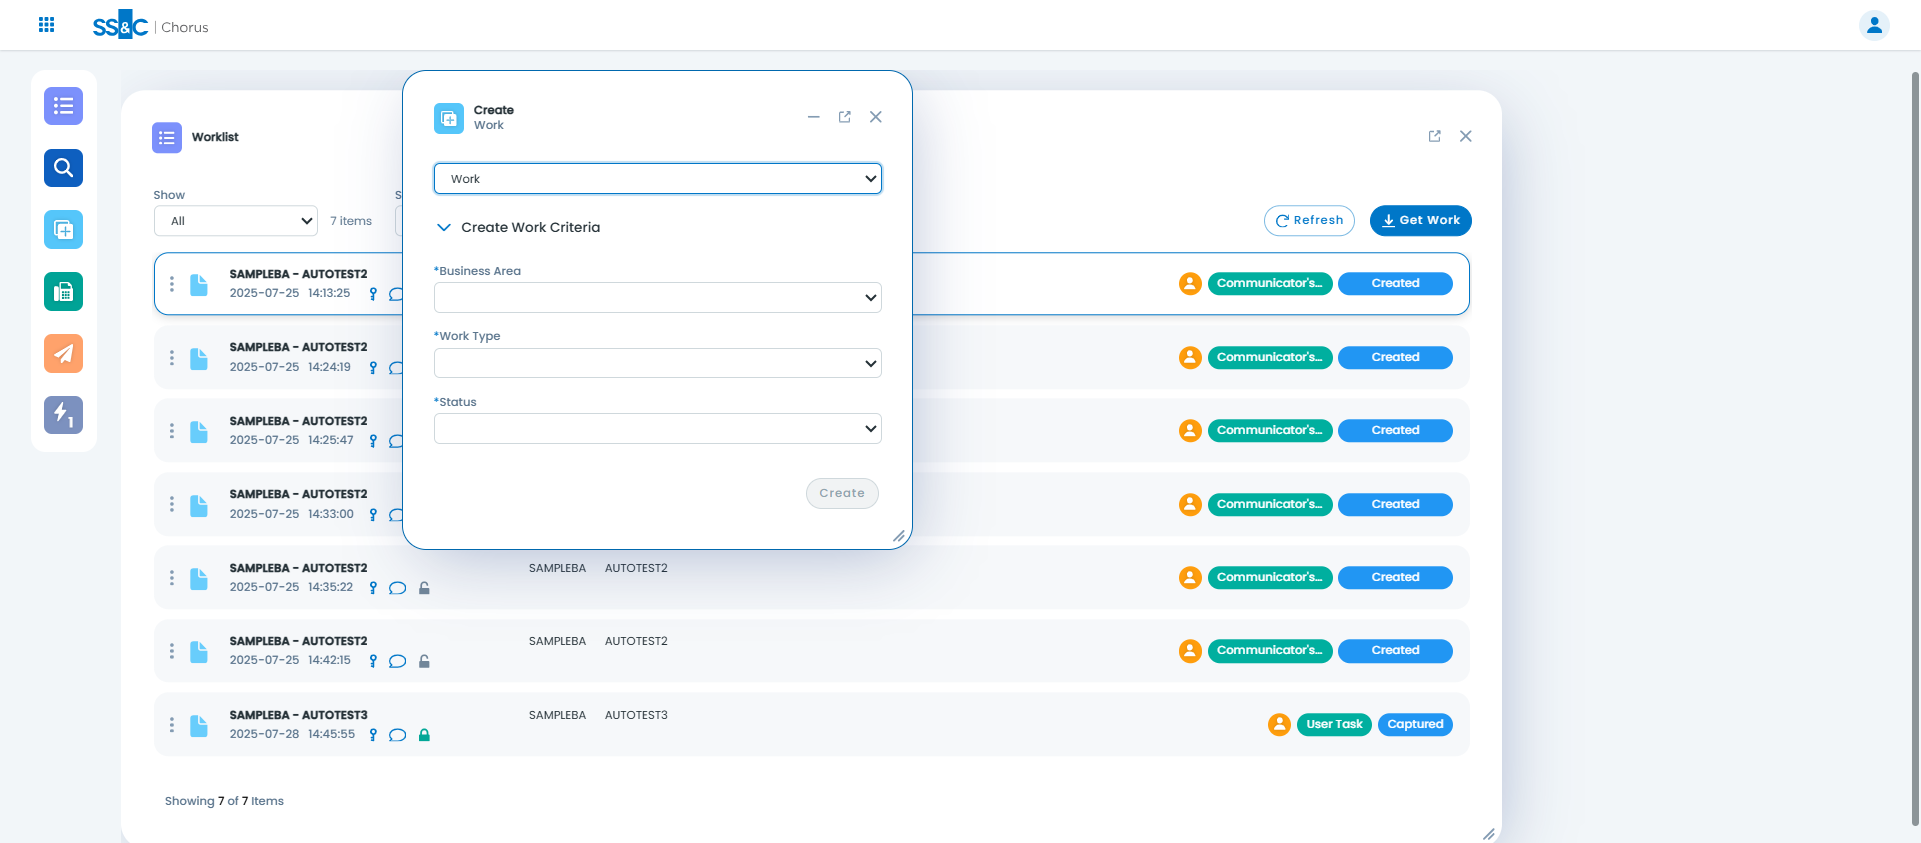 SS&C | Chorus
Worklist
Create
Work
Work
Create Work Criteria
*Business Area
*Work Type
*Status
Create
Show
All
7 items
S
Refresh
Get Work
SAMPLEBA - AUTOTEST2
2025-07-25 14:13:25
Communicator's...
Created
SAMPLEBA - AUTOTEST2
2025-07-25 14:24:19
Communicator's...
Created
SAMPLEBA - AUTOTEST2
2025-07-25 14:25:47
Communicator's...
Created
SAMPLEBA - AUTOTEST2
2025-07-25 14:33:00
Communicator's...
Created
SAMPLEBA - AUTOTEST2
2025-07-25 14:35:22
SAMPLEBA AUTOTEST2
Communicator's...
Created
SAMPLEBA - AUTOTEST2
2025-07-25 14:42:15
SAMPLEBA AUTOTEST2
Communicator's...
Created
SAMPLEBA - AUTOTEST3
2025-07-28 14:45:55
SAMPLEBA AUTOTEST3
User Task
Captured
1
Showing 7 of 7 Items